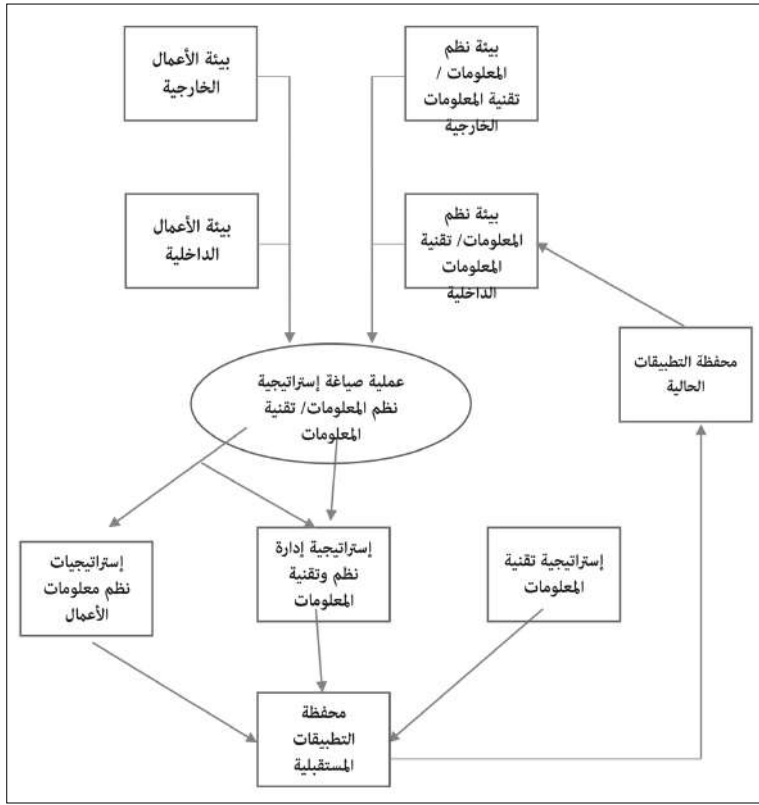 بيئة الأعمال
الخارجية
بيئة نظم
المعلومات /
تقنية المعلومات
الخارجية
بيئة الأعمال
الداخلية
بيئة نظم
المعلومات/ تقنية
المعلومات
الداخلية
محفظة التطبيقات
الحالية
عملية صياغة إستراتيجية
نظم المعلومات/ تقنية
المعلومات
إستراتيجيات
نظم معلومات
الأعمال
إستراتيجية إدارة
نظم وتقنية
المعلومات
إستراتيجية تقنية
المعلومات
محفظة
التطبيقات
المستقبلية